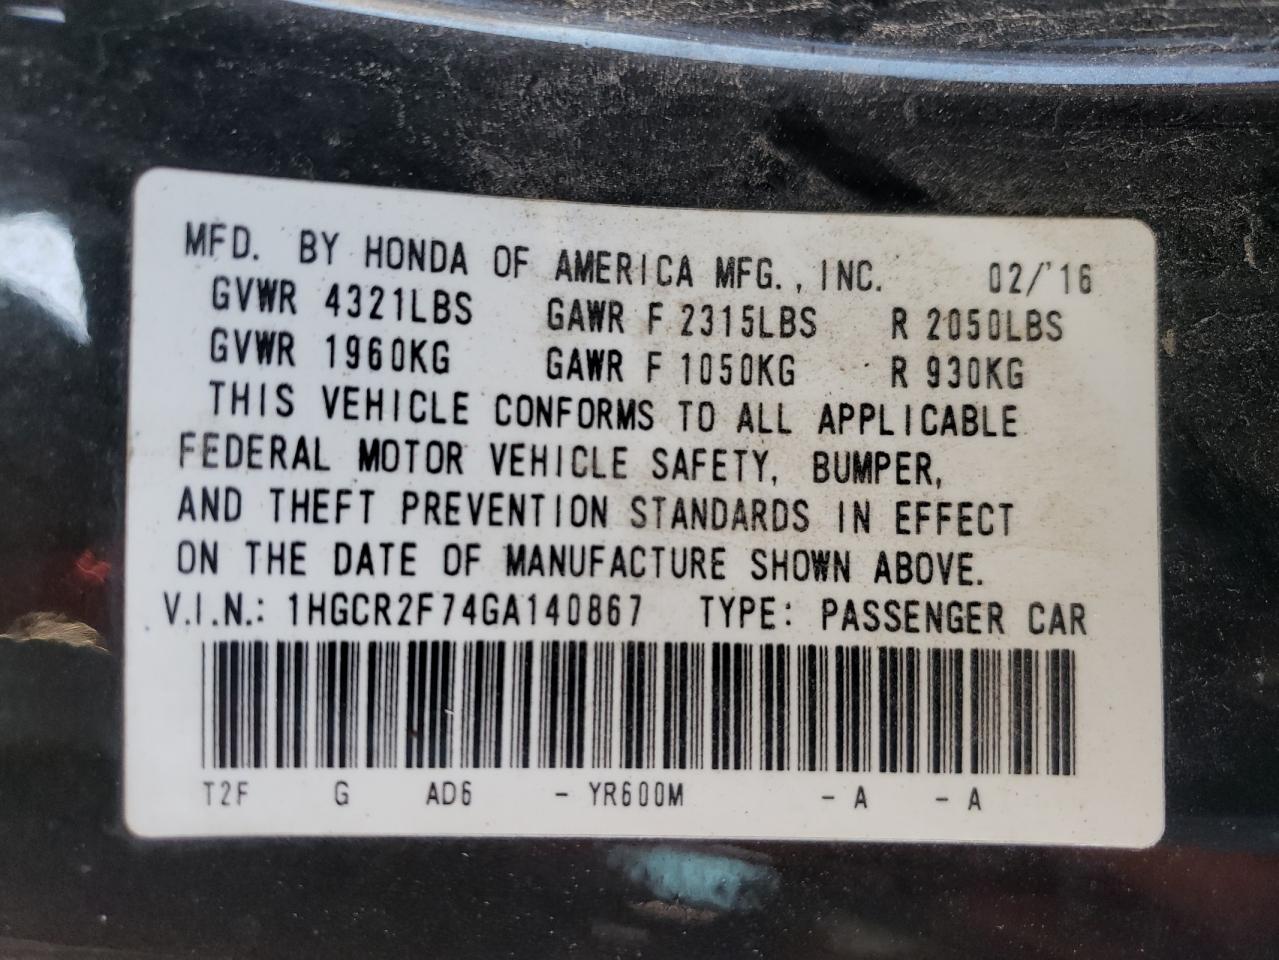 MFD. BY HONDA OF AMERICA MFG., INC. 02/'16
GVWR 4321LBS GAWR F 2315LBS R 2050LBS
GVWR 1960KG GAWR F 1050KG R 930KG
THIS VEHICLE CONFORMS TO ALL APPLICABLE
FEDERAL MOTOR VEHICLE SAFETY, BUMPER,
AND THEFT PREVENTION STANDARDS IN EFFECT
ON THE DATE OF MANUFACTURE SHOWN ABOVE.
V.I.N.: 1HGCR2F74GA140867 TYPE: PASSENGER CAR
T2F G AD6 - YR600M - A - A